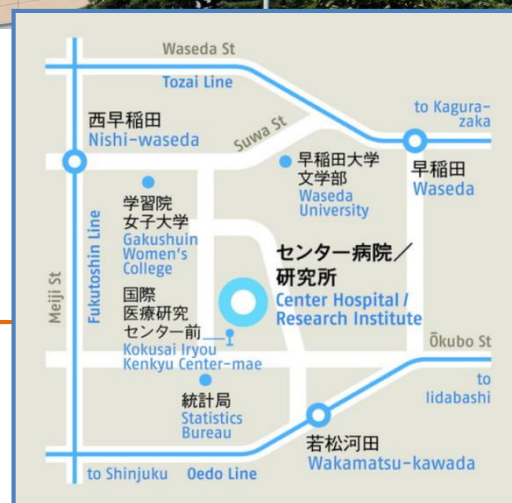 Waseda St
Tozai Line
to Kagura-
zaka
西早稲田
Nishi-waseda
Suwa St
早稲田大学
文学部
Waseda
University
早稲田
Waseda
学習院
女子大学
Gakushuin
Women's
College
Meiji St
Fukutoshin Line
センター病院／
研究所
Center Hospital /
Research Institute
国際
医療研究
センター前
Kokusai Iryou
Kenkyu Center-mae
Ōkubo St
to
Iidabashi
統計局
Statistics
Bureau
若松河田
Wakamatsu-kawada
to Shinjuku
Oedo Line